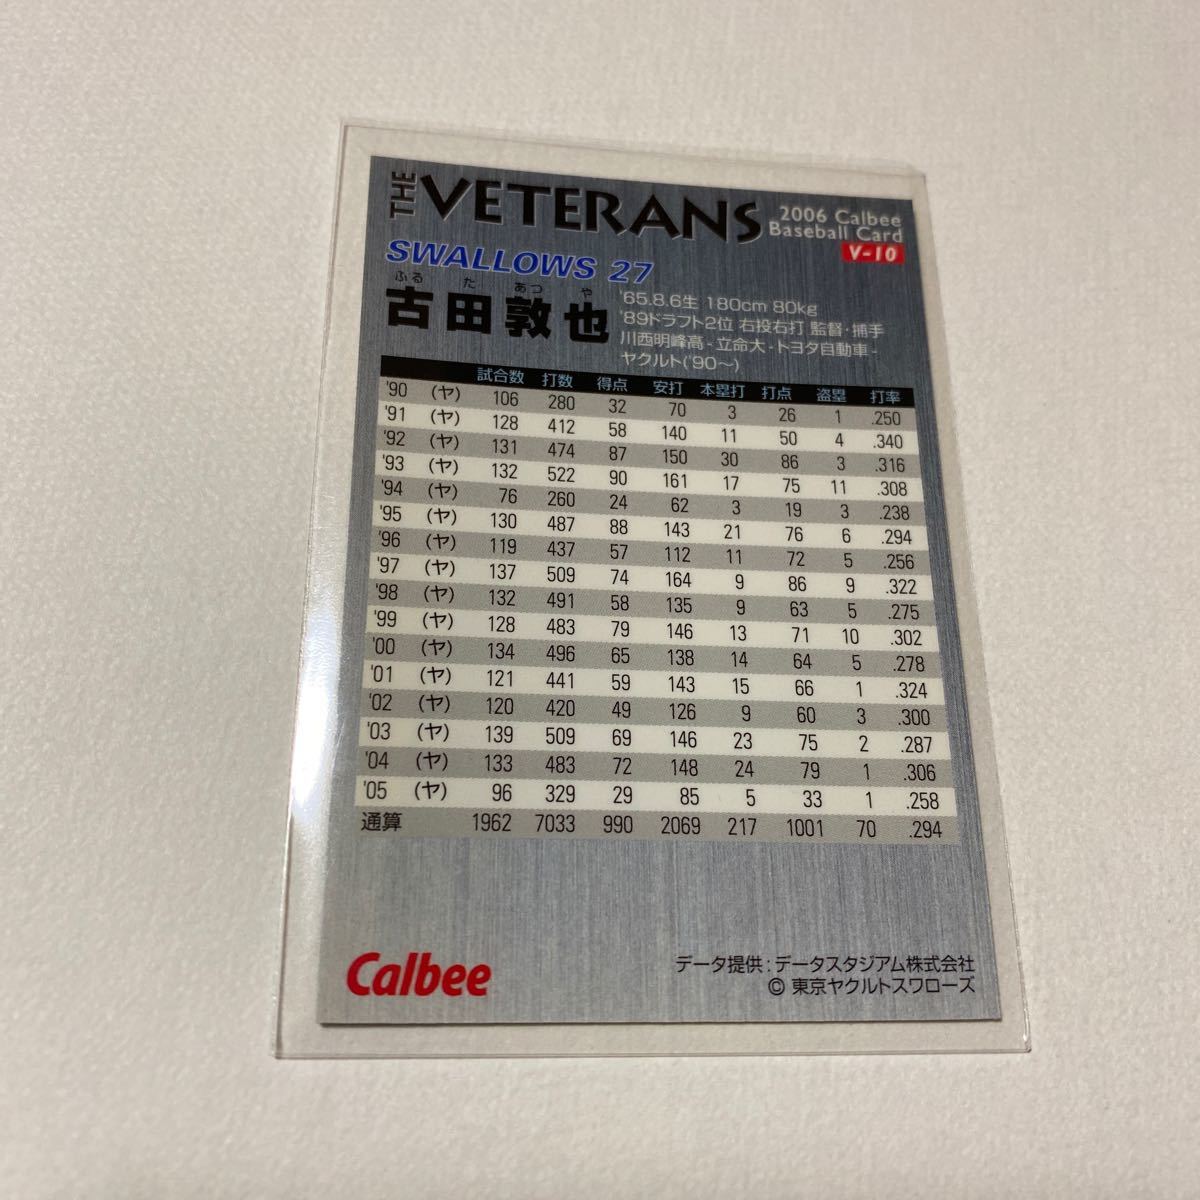 THE VETERANS
2006 Calbee
Baseball Card
V-10
SWALLOWS 27
ふる た あつ や
古田敦也
'65.8.6生 180cm 80kg
'89ドラフト2位 右投右打 監督・捕手
川西明峰高-立命大-トヨタ自動車-
ヤクルト('90〜)
試合数 打数 得点 安打 本塁打 打点 盗塁 打率
'90 (ヤ) 106 280 32 70 3 26 1 .250
'91 (ヤ) 128 412 58 140 11 50 4 .340
'92 (ヤ) 131 474 87 150 30 86 3 .316
'93 (ヤ) 132 522 90 161 17 75 11 .308
'94 (ヤ) 76 260 24 62 3 19 3 .238
'95 (ヤ) 130 487 88 143 21 76 6 .294
'96 (ヤ) 119 437 57 112 11 72 5 .256
'97 (ヤ) 137 509 74 164 9 86 9 .322
'98 (ヤ) 132 491 58 135 9 63 5 .275
'99 (ヤ) 128 483 79 146 13 71 10 .302
'00 (ヤ) 134 496 65 138 14 64 5 .278
'01 (ヤ) 121 441 59 143 15 66 1 .324
'02 (ヤ) 120 420 49 126 9 60 3 .300
'03 (ヤ) 139 509 69 146 23 75 2 .287
'04 (ヤ) 133 483 72 148 24 79 1 .306
'05 (ヤ) 96 329 29 85 5 33 1 .258
通算 1962 7033 990 2069 217 1001 70 .294
Calbee
データ提供:データスタジアム株式会社
© 東京ヤクルトスワローズ